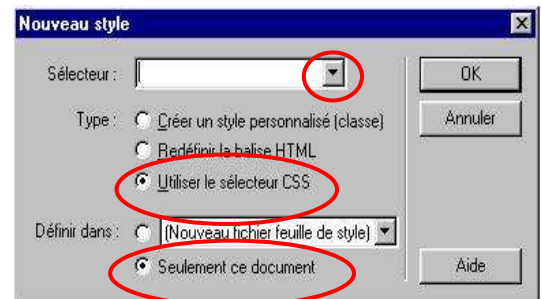 Nouveau style
Sélecteur :
OK
Type :
Créer un style personnalisé (classe)
Annuler
Redéfinir la balise HTML
Utiliser le sélecteur CSS
Définir dans :
(Nouveau fichier feuille de style)
Seulement ce document
Aide